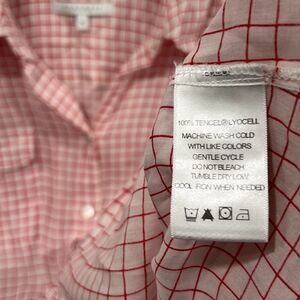 100% TENCEL®LYOCELL
MACHINE WASH COLD
WITH LIKE COLORS
GENTLE CYCLE
DO NOT BLEACH
TUMBLE DRY LOW
COOL IRON WHEN NEEDED